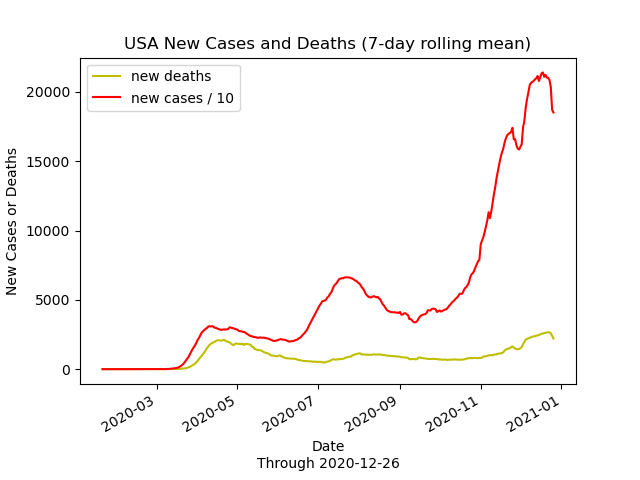 USA New Cases and Deaths (7-day rolling mean)
new deaths
new cases / 10
20000
15000
10000
5000
0
New Cases or Deaths
2020-03
2020-05
2020-07
2020-09
2020-11
2021-01
Date
Through 2020-12-26